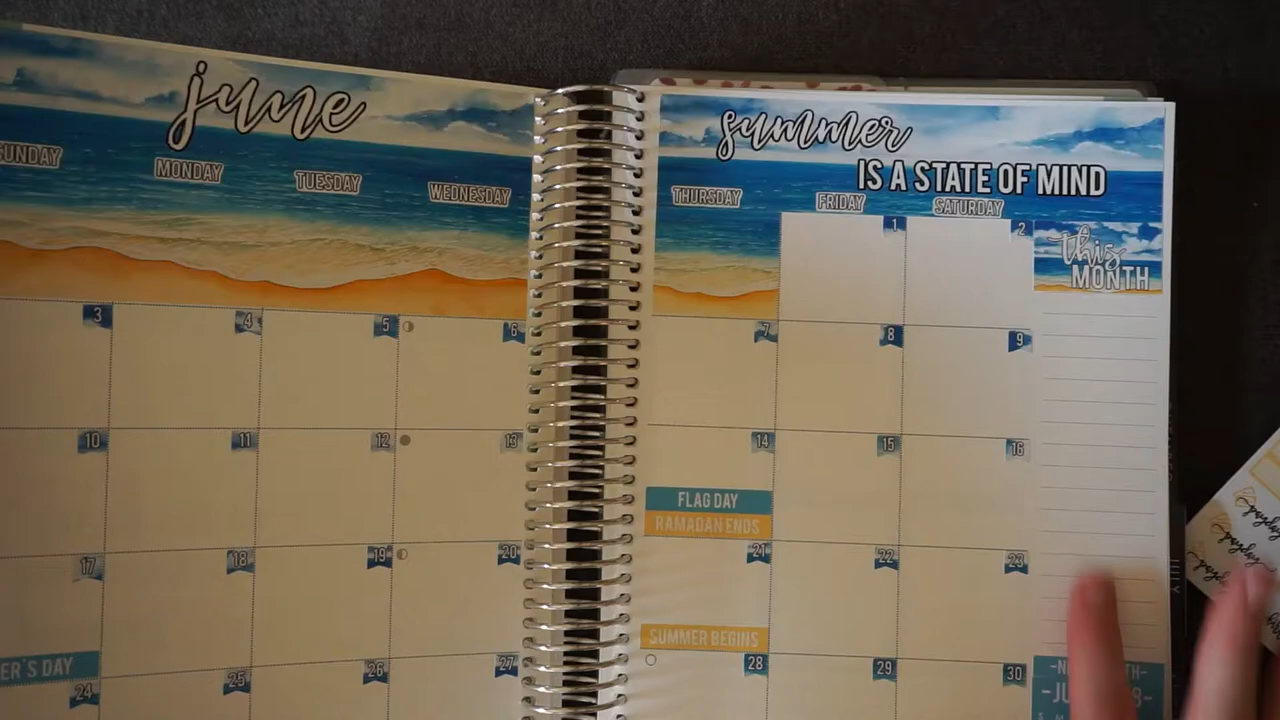 june
summer
IS A STATE OF MIND
SUNDAY MONDAY TUESDAY WEDNESDAY THURSDAY FRIDAY SATURDAY
1 2
this
MONTH
3 4 5 6 7 8 9
10 11 12 13 14 15 16
FLAG DAY
RAMADAN ENDS
17 18 19 20 21 22 23
SUMMER BEGINS
ER'S DAY
24 25 26 27 28 29 30
JULY